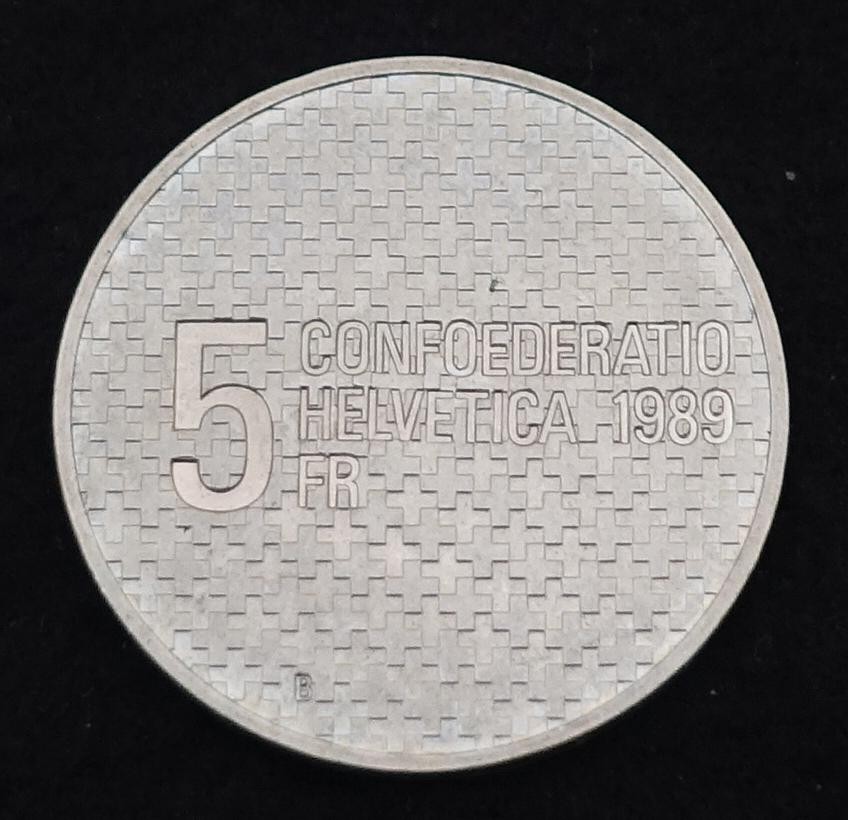 5 CONFOEDERATIO
HELVETICA 1989
FR
B